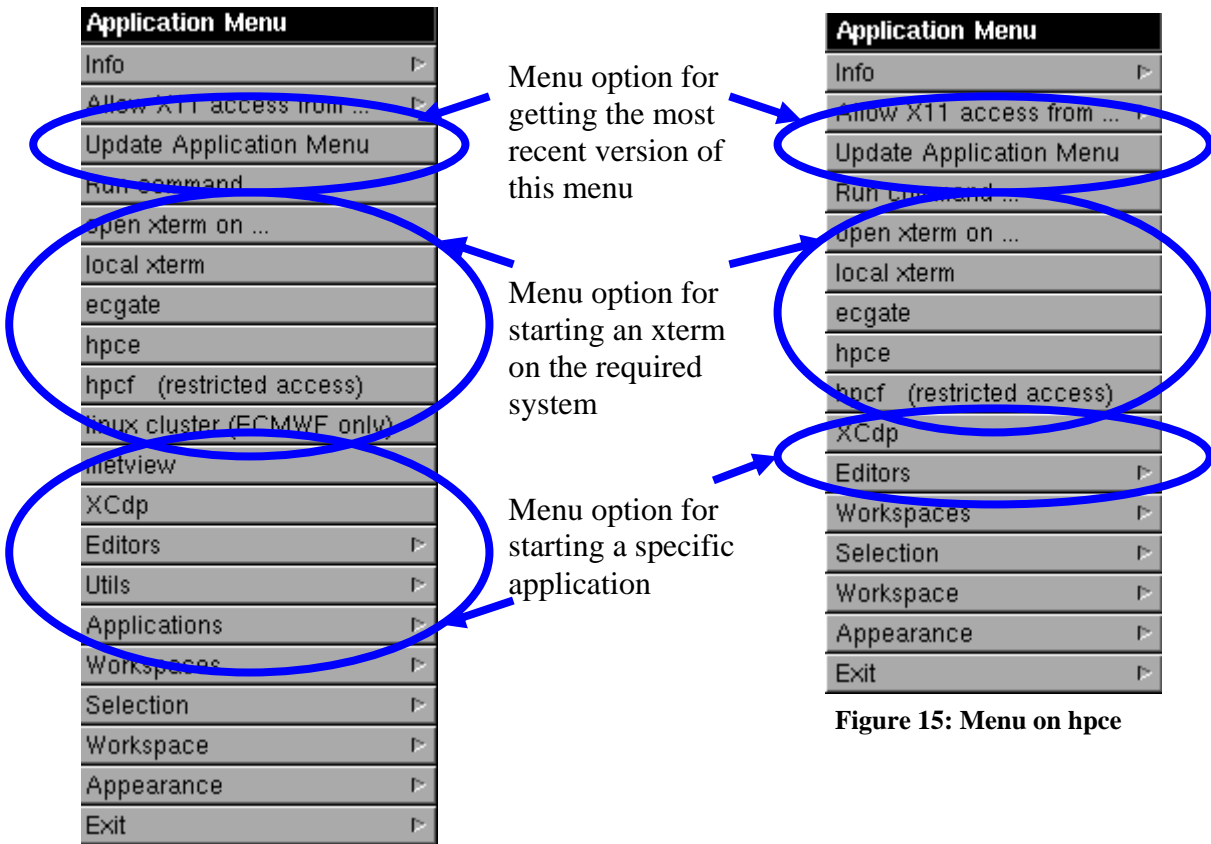 Application Menu
Info
Allow X11 access from ...
Update Application Menu
Run command ...
open xterm on ...
local xterm
ecgate
hpce
hpcf (restricted access)
linux cluster (ECMWF only)
metview
XCdp
Editors
Utils
Applications
Workspaces
Selection
Workspace
Appearance
Exit
Menu option for
getting the most
recent version of
this menu
Menu option for
starting an xterm
on the required
system
Menu option for
starting a specific
application
Application Menu
Info
Allow X11 access from ...
Update Application Menu
Run command ...
open xterm on ...
local xterm
ecgate
hpce
hpcf (restricted access)
XCdp
Editors
Workspaces
Selection
Workspace
Appearance
Exit
Figure 15: Menu on hpce